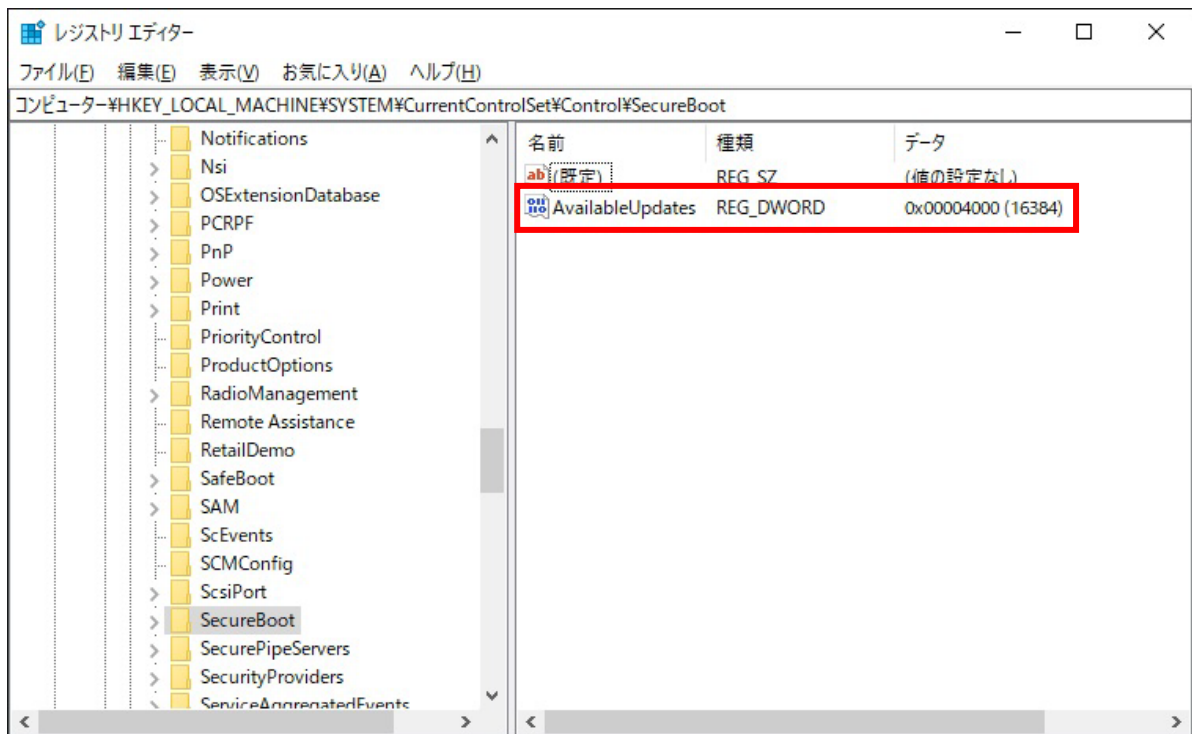 レジストリ エディター
ファイル(F) 編集(E) 表示(V) お気に入り(A) ヘルプ(H)
コンピューター¥HKEY_LOCAL_MACHINE¥SYSTEM¥CurrentControlSet¥Control¥SecureBoot
Notifications
Nsi
OSExtensionDatabase
PCRPF
PnP
Power
Print
PriorityControl
ProductOptions
RadioManagement
Remote Assistance
RetailDemo
SafeBoot
SAM
ScEvents
SCMConfig
ScsiPort
SecureBoot
SecurePipeServers
SecurityProviders
ServiceAggregatedEvents
名前 種類 データ
ab (既定) REG_SZ (値の設定なし)
AvailableUpdates REG_DWORD 0x00004000 (16384)